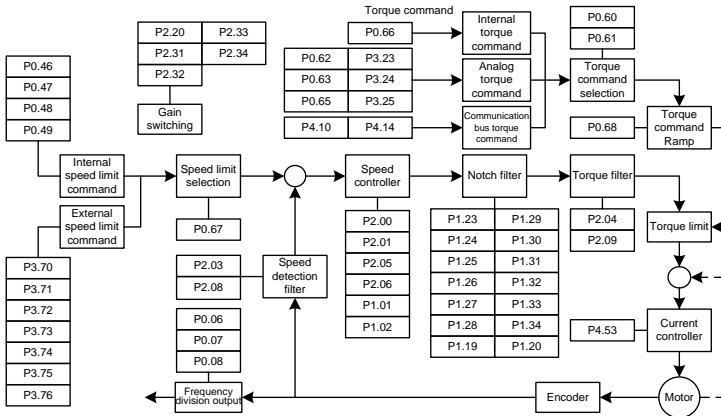 Torque command
P0.66
Internal
torque
command
P0.60
P0.61
P2.20 P2.33
P2.31 P2.34
P2.32
Gain
switching
P0.46
P0.47
P0.48
P0.49
P0.62 P3.23
P0.63 P3.24
P0.65 P3.25
Analog
torque
command
Torque
command
selection
P4.10 P4.14
Communication
bus torque
command
P0.68
Torque
command
Ramp
Internal
speed limit
command
Speed limit
selection
Speed
controller
Notch filter
Torque filter
External
speed limit
command
P0.67
P2.00
P2.01
P2.05
P2.06
P1.01
P1.02
P1.23 P1.29
P1.24 P1.30
P1.25 P1.31
P1.26 P1.32
P1.27 P1.33
P1.28 P1.34
P1.19 P1.20
P2.04
P2.09
Torque limit
P3.70
P3.71
P3.72
P3.73
P3.74
P3.75
P3.76
P2.03
P2.08
Speed
detection
filter
P0.06
P0.07
P0.08
P4.53
Current
controller
Frequency
division output
Encoder
Motor